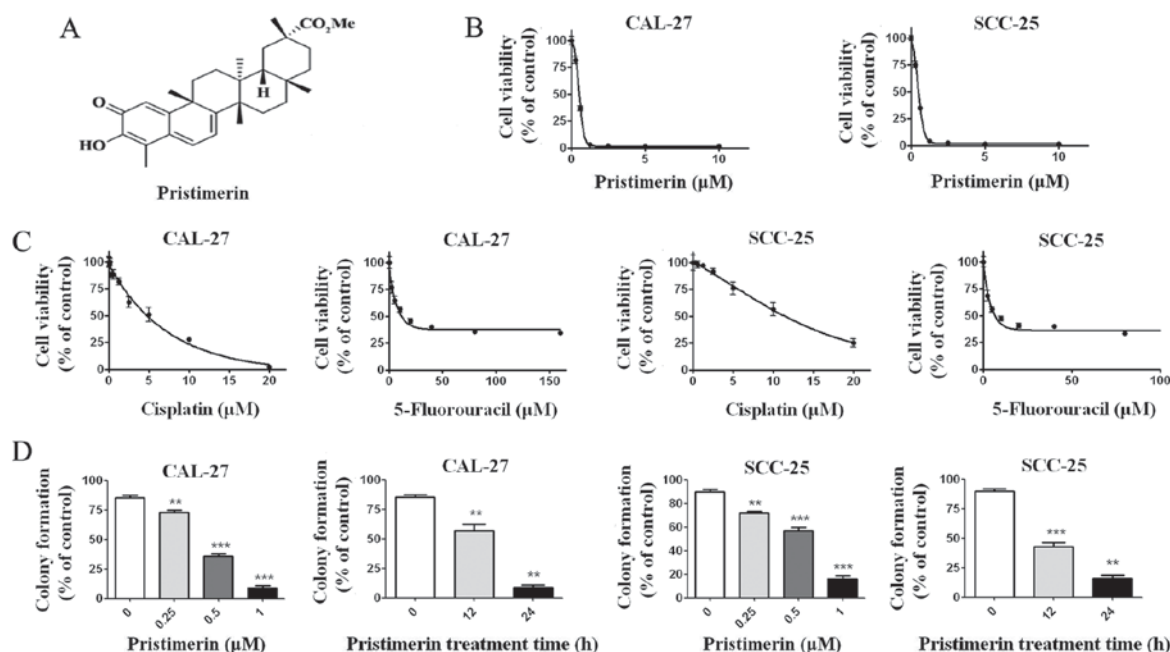 A
CO₂Me
H
O
HO
Pristimerin
B
CAL-27
Cell viability
(% of control)
100
75
50
25
0
0
5
10
Pristimerin (µM)
SCC-25
Cell viability
(% of control)
100
75
50
25
0
0
5
10
Pristimerin (µM)
C
CAL-27
Cell viability
(% of control)
100
75
50
25
0
0
5
10
15
20
Cisplatin (µM)
CAL-27
Cell viability
(% of control)
100
75
50
25
0
0
50
100
150
5-Fluorouracil (µM)
SCC-25
Cell viability
(% of control)
100
75
50
25
0
0
5
10
15
20
Cisplatin (µM)
SCC-25
Cell viability
(% of control)
100
75
50
25
0
0
50
100
5-Fluorouracil (µM)
D
CAL-27
Colony formation
(% of control)
100
75
50
25
0
**
***
***
0
0.25
0.5
1
Pristimerin (µM)
CAL-27
Colony formation
(% of control)
100
75
50
25
0
**
**
0
12
24
Pristimerin treatment time (h)
SCC-25
Colony formation
(% of control)
100
80
60
40
20
0
**
***
***
0
0.25
0.5
1
Pristimerin (µM)
SCC-25
Colony formation
(% of control)
100
75
50
25
0
***
**
0
12
24
Pristimerin treatment time (h)